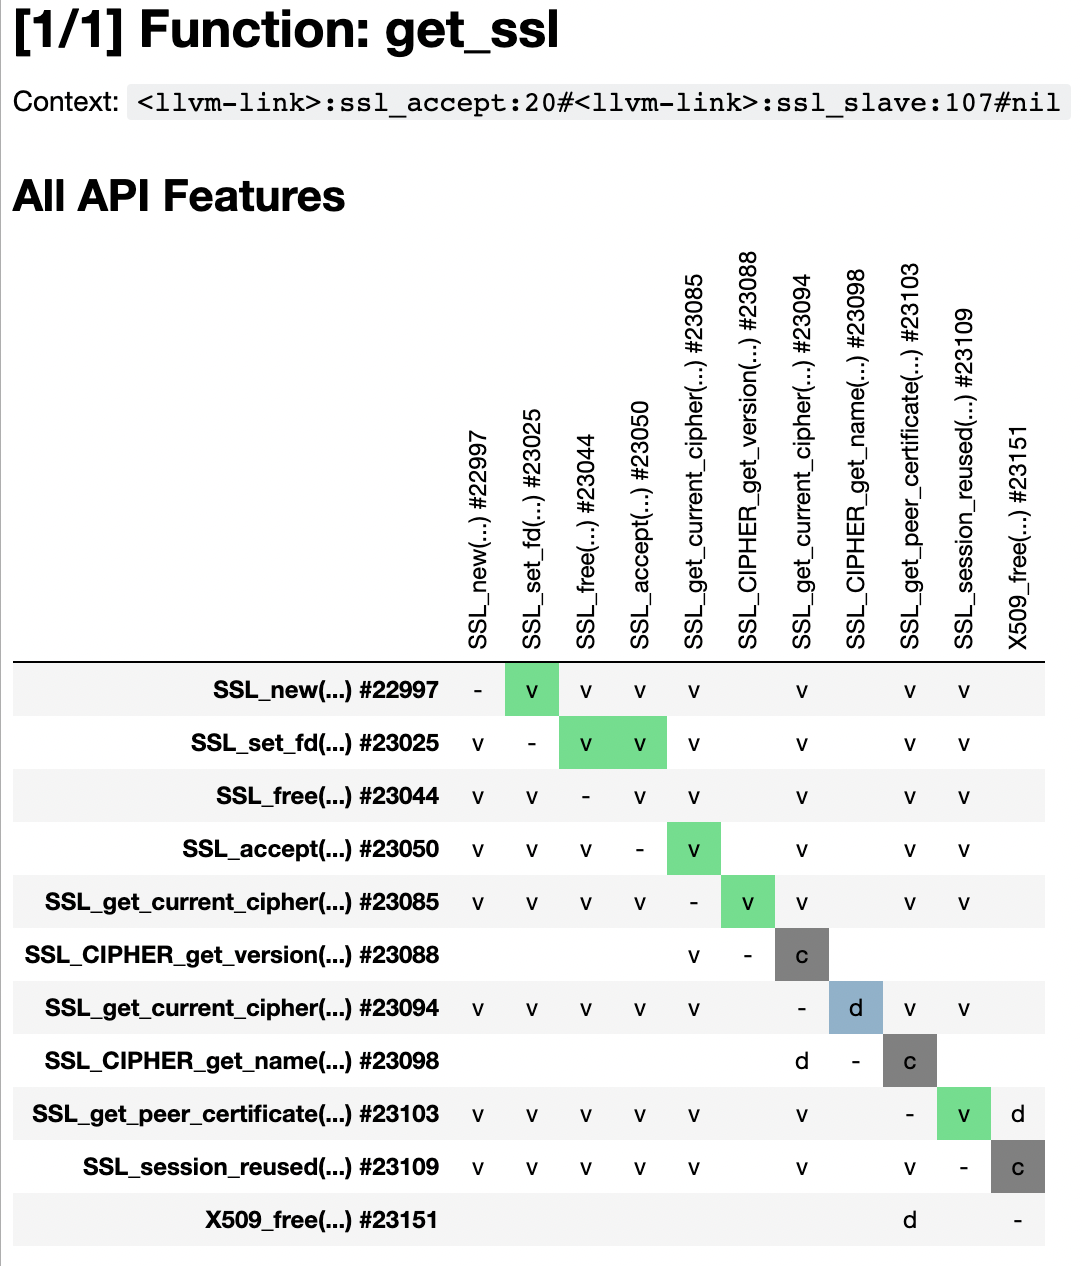 [1/1] Function: get_ssl
Context: <llvm-link>:ssl_accept:20#<llvm-link>:ssl_slave:107#nil
All API Features
SSL_new(...) #22997
SSL_set_fd(...) #23025
SSL_free(...) #23044
SSL_accept(...) #23050
SSL_get_current_cipher(...) #23085
SSL_CIPHER_get_version(...) #23088
SSL_get_current_cipher(...) #23094
SSL_CIPHER_get_name(...) #23098
SSL_get_peer_certificate(...) #23103
SSL_session_reused(...) #23109
X509_free(...) #23151
SSL_new(...) #22997 - v v v v v v v
SSL_set_fd(...) #23025 v - v v v v v v
SSL_free(...) #23044 v v - v v v v v
SSL_accept(...) #23050 v v v - v v v v
SSL_get_current_cipher(...) #23085 v v v v - v v v v
SSL_CIPHER_get_version(...) #23088 v - c
SSL_get_current_cipher(...) #23094 v v v v v - d v v
SSL_CIPHER_get_name(...) #23098 d - c
SSL_get_peer_certificate(...) #23103 v v v v v v - v d
SSL_session_reused(...) #23109 v v v v v v v - c
X509_free(...) #23151 d -